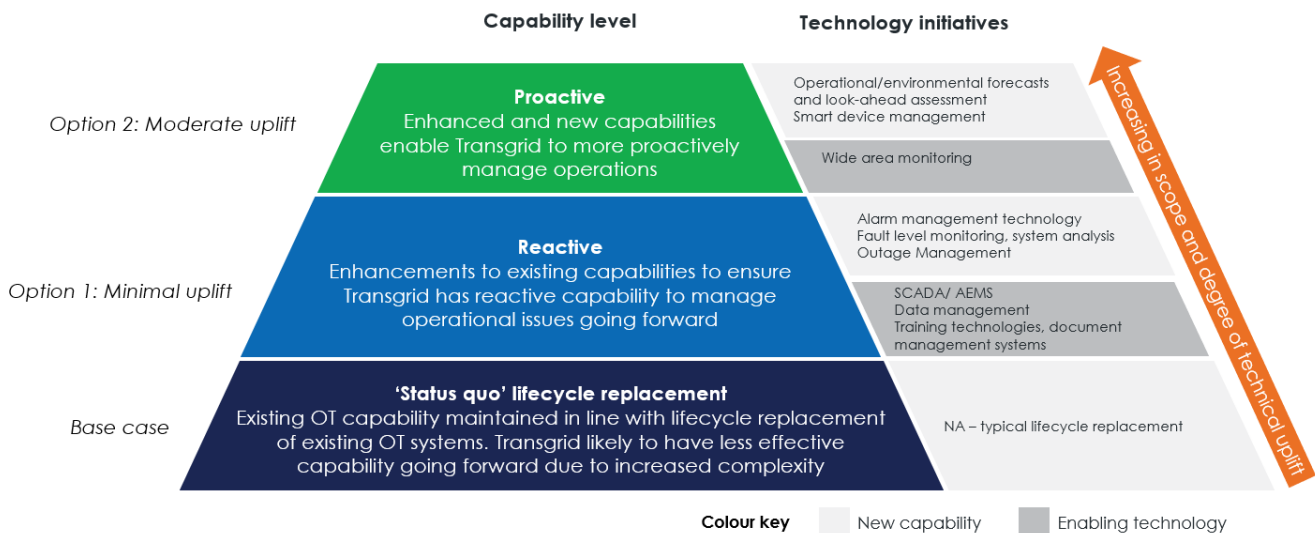 Capability level
Technology initiatives
Option 2: Moderate uplift
Proactive
Enhanced and new capabilities
enable Transgrid to more proactively
manage operations
Operational/environmental forecasts
and look-ahead assessment
Smart device management
Wide area monitoring
Option 1: Minimal uplift
Reactive
Enhancements to existing capabilities to ensure
Transgrid has reactive capability to manage
operational issues going forward
Alarm management technology
Fault level monitoring, system analysis
Outage Management
SCADA/ AEMS
Data management
Training technologies, document
management systems
Base case
‘Status quo’ lifecycle replacement
Existing OT capability maintained in line with lifecycle replacement
of existing OT systems. Transgrid likely to have less effective
capability going forward due to increased complexity
NA – typical lifecycle replacement
Increasing in scope and degree of technical uplift
Colour key
New capability
Enabling technology